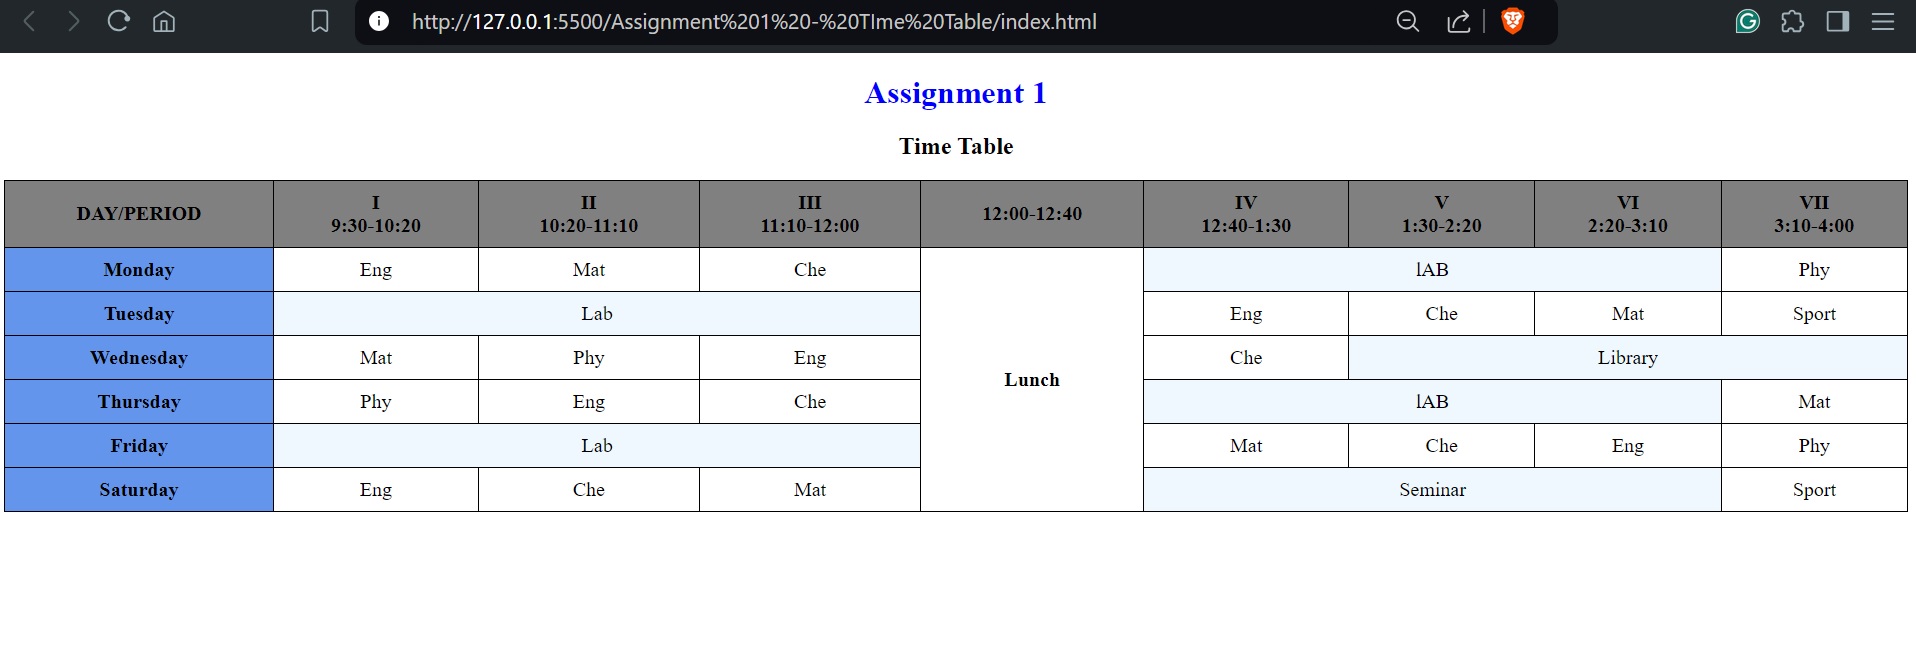 http://127.0.0.1:5500/Assignment%201%20-%20TIme%20Table/index.html
Assignment 1
Time Table
DAY/PERIOD I II III 12:00-12:40 IV V VI VII
9:30-10:20 10:20-11:10 11:10-12:00 12:40-1:30 1:30-2:20 2:20-3:10 3:10-4:00
Monday Eng Mat Che lAB Phy
Tuesday Lab Eng Che Mat Sport
Wednesday Mat Phy Eng Che Library
Lunch
Thursday Phy Eng Che lAB Mat
Friday Lab Mat Che Eng Phy
Saturday Eng Che Mat Seminar Sport